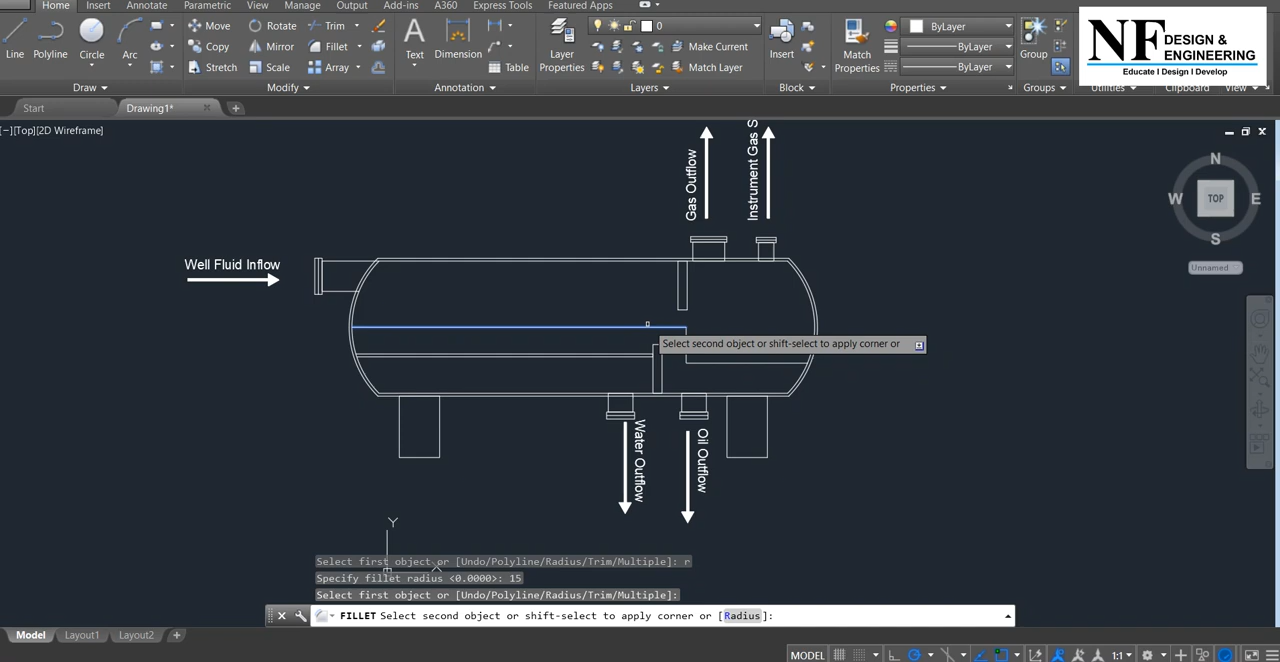 Home Insert Annotate Parametric View Manage Output Add-ins A360 Express Tools Featured Apps
Line Polyline Circle Arc
Move Rotate Trim
Copy Mirror Fillet
Stretch Scale Array
Text Dimension
Table
Layer Properties
0
Make Current
Match Layer
Insert
Match Properties
ByLayer
ByLayer
ByLayer
Group
Draw Modify Annotation Layers Block Properties Groups Utilities Clipboard View
NF DESIGN & ENGINEERING
Educate I Design I Develop
Start Drawing1*
[−][Top][2D Wireframe]
N
W TOP E
S
Unnamed
Gas Outflow
Instrument Gas S
Well Fluid Inflow
Select second object or shift-select to apply corner or
Water Outflow
Oil Outflow
Y
Select first object or [Undo/Polyline/Radius/Trim/Multiple]: r
Specify fillet radius <0.0000>: 15
Select first object or [Undo/Polyline/Radius/Trim/Multiple]:
FILLET Select second object or shift-select to apply corner or [Radius]:
Model Layout1 Layout2
MODEL 1:1